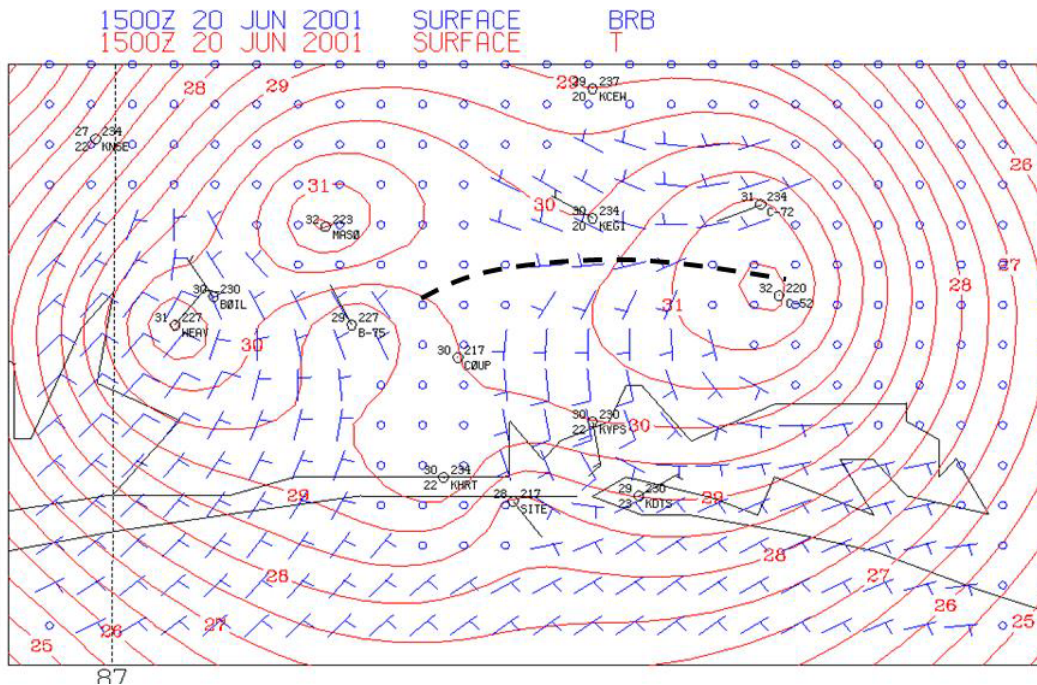 1500Z 20 JUN 2001 SURFACE BRB
1500Z 20 JUN 2001 SURFACE T
28 29 29 237
20 KCEW
27 234
22 KNSE
26
31 31 234
C-72
30 30 234
20 KEGI
32 223
MASØ
27
28
30 230
BØIL
32 220
C-52
31
31 227
WEAV
29 227
B-75
30
30 217
CØUP
30 230
22 KVPS
30
30 234
22 KHRT
29
28 217
SITE
29 230
23 KDTS
29
28
28
27
27
26
26
25
25
87